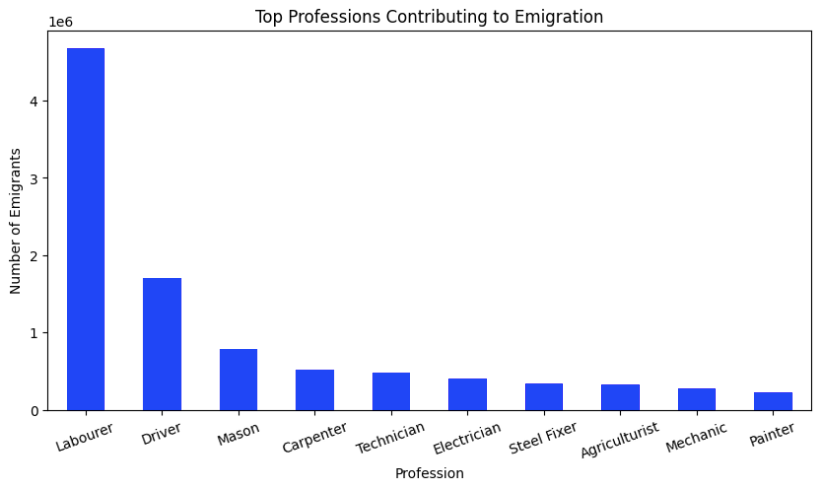 Top Professions Contributing to Emigration
1e6
4
3
2
1
0
Number of Emigrants
Labourer
Driver
Mason
Carpenter
Technician
Electrician
Steel Fixer
Agriculturist
Mechanic
Painter
Profession